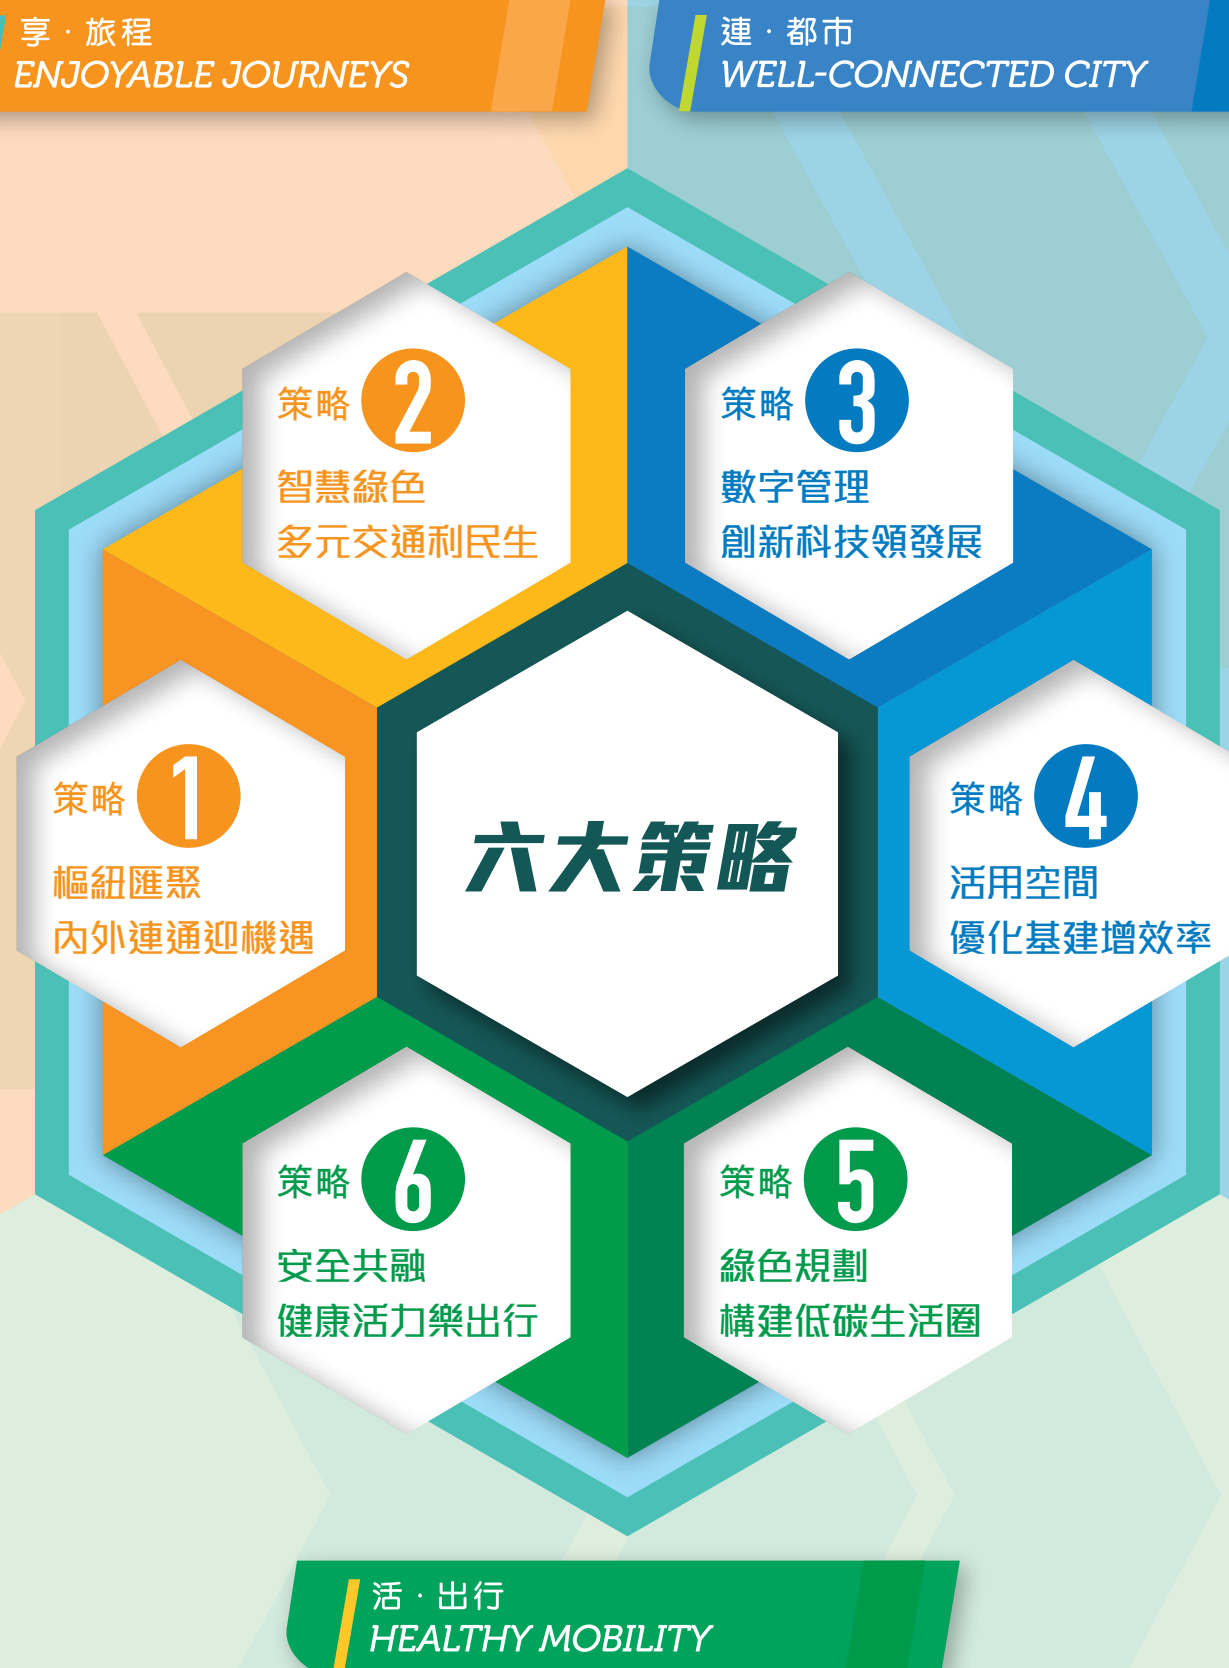 享．旅程
ENJOYABLE JOURNEYS
連．都市
WELL-CONNECTED CITY
策略 2
智慧綠色
多元交通利民生
策略 3
數字管理
創新科技領發展
策略 1
樞紐匯聚
內外連通迎機遇
六大策略
策略 4
活用空間
優化基建增效率
策略 6
安全共融
健康活力樂出行
策略 5
綠色規劃
構建低碳生活圈
活．出行
HEALTHY MOBILITY